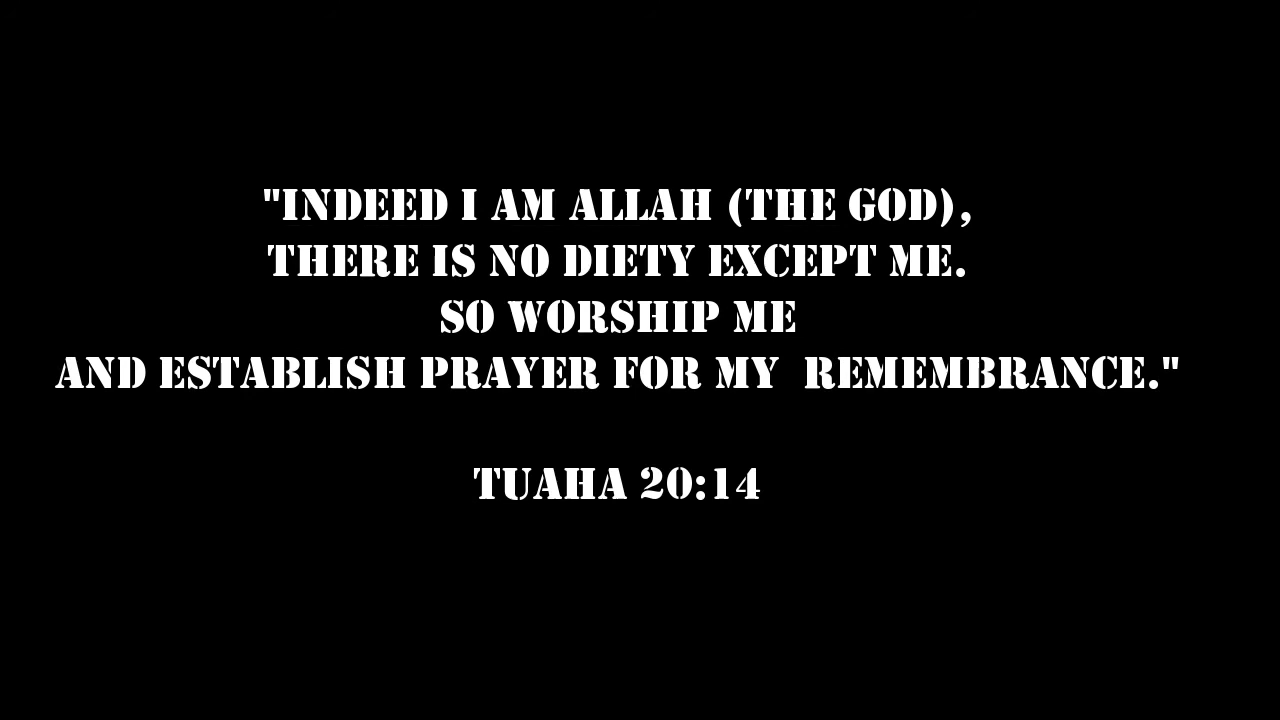 "INDEED I AM ALLAH (THE GOD),
THERE IS NO DIETY EXCEPT ME.
SO WORSHIP ME
AND ESTABLISH PRAYER FOR MY  REMEMBRANCE."
TUAHA 20:14